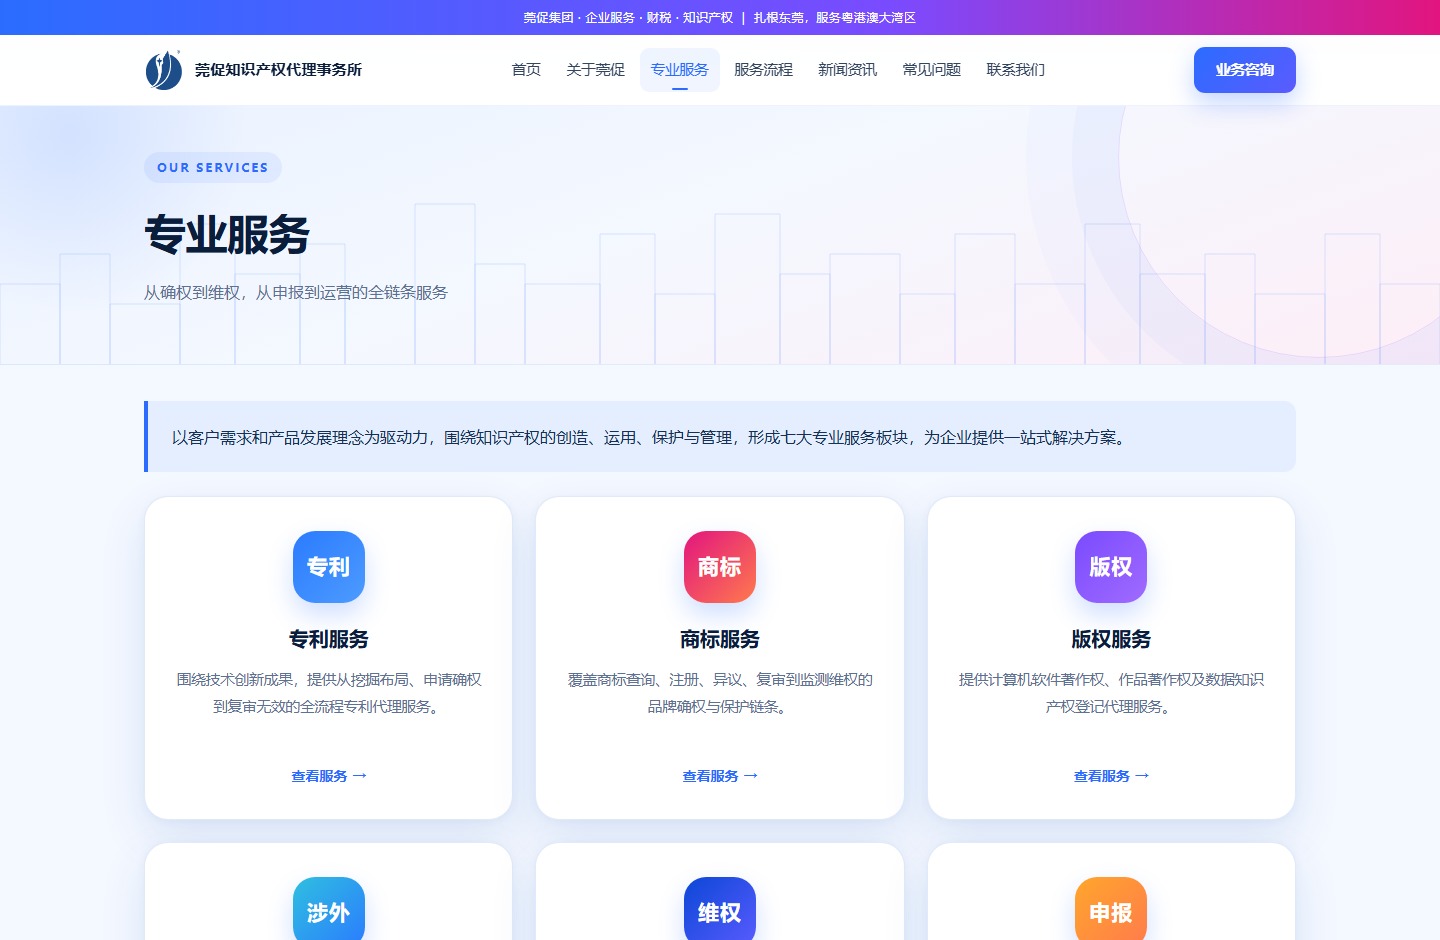 莞促集团 · 企业服务 · 财税 · 知识产权 | 扎根东莞，服务粤港澳大湾区
莞促知识产权代理事务所
首页 关于莞促 专业服务 服务流程 新闻资讯 常见问题 联系我们
业务咨询
OUR SERVICES
专业服务
从确权到维权，从申报到运营的全链条服务
以客户需求和产品发展理念为驱动力，围绕知识产权的创造、运用、保护与管理，形成七大专业服务板块，为企业提供一站式解决方案。
专利
专利服务
围绕技术创新成果，提供从挖掘布局、申请确权
到复审无效的全流程专利代理服务。
查看服务 →
商标
商标服务
覆盖商标查询、注册、异议、复审到监测维权的
品牌确权与保护链条。
查看服务 →
版权
版权服务
提供计算机软件著作权、作品著作权及数据知识
产权登记代理服务。
查看服务 →
涉外
维权
申报